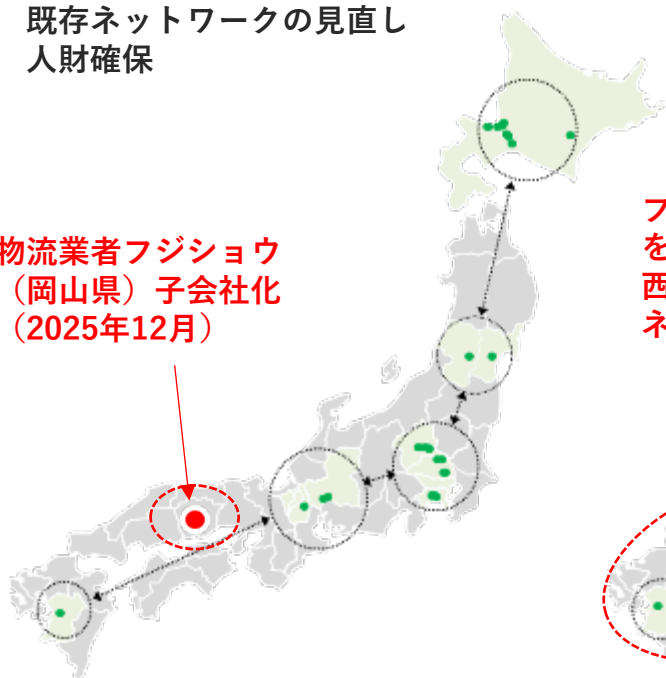 既存ネットワークの見直し
人財確保
物流業者フジショウ
（岡山県）子会社化
（2025年12月）
フ
を
西
ネ